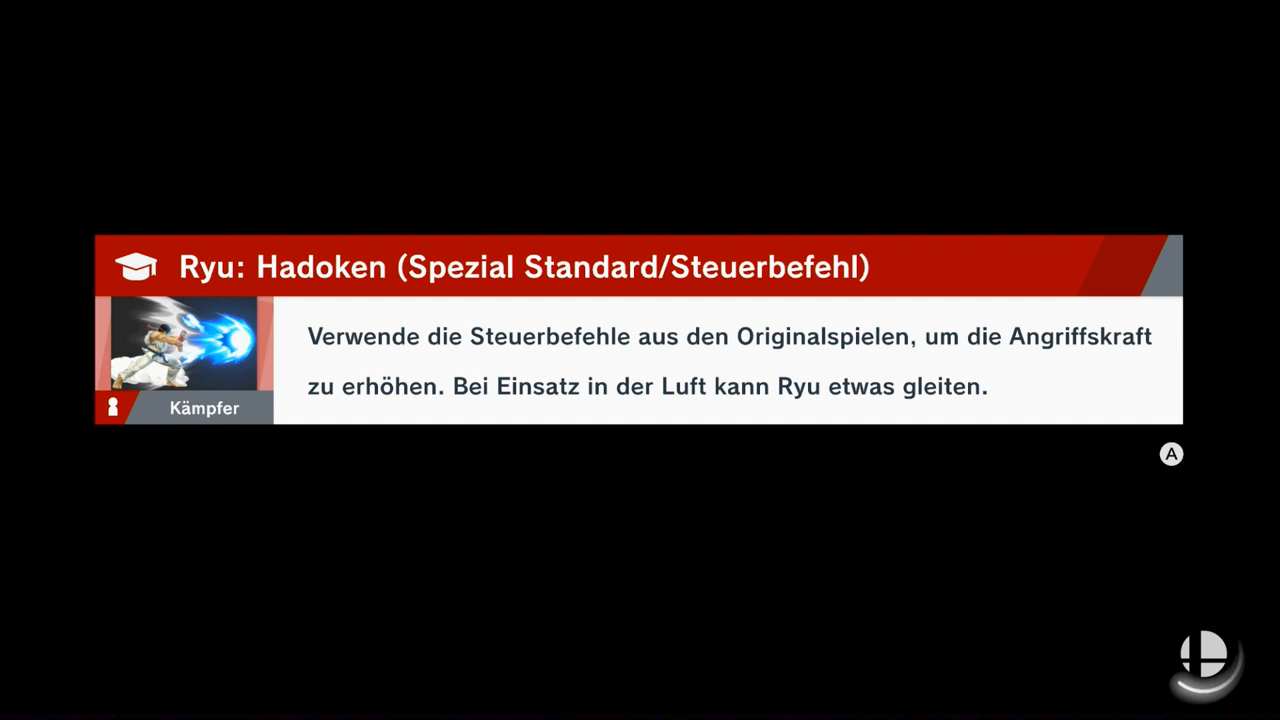 Ryu: Hadoken (Spezial Standard/Steuerbefehl)
Verwende die Steuerbefehle aus den Originalspielen, um die Angriffskraft
zu erhöhen. Bei Einsatz in der Luft kann Ryu etwas gleiten.
Kämpfer
A